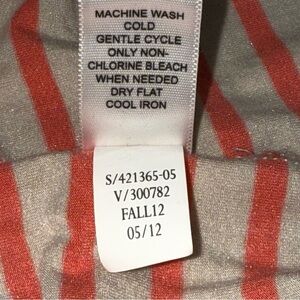 MACHINE WASH
COLD
GENTLE CYCLE
ONLY NON-
CHLORINE BLEACH
WHEN NEEDED
DRY FLAT
COOL IRON
S/421365-05
V/300782
FALL12
05/12